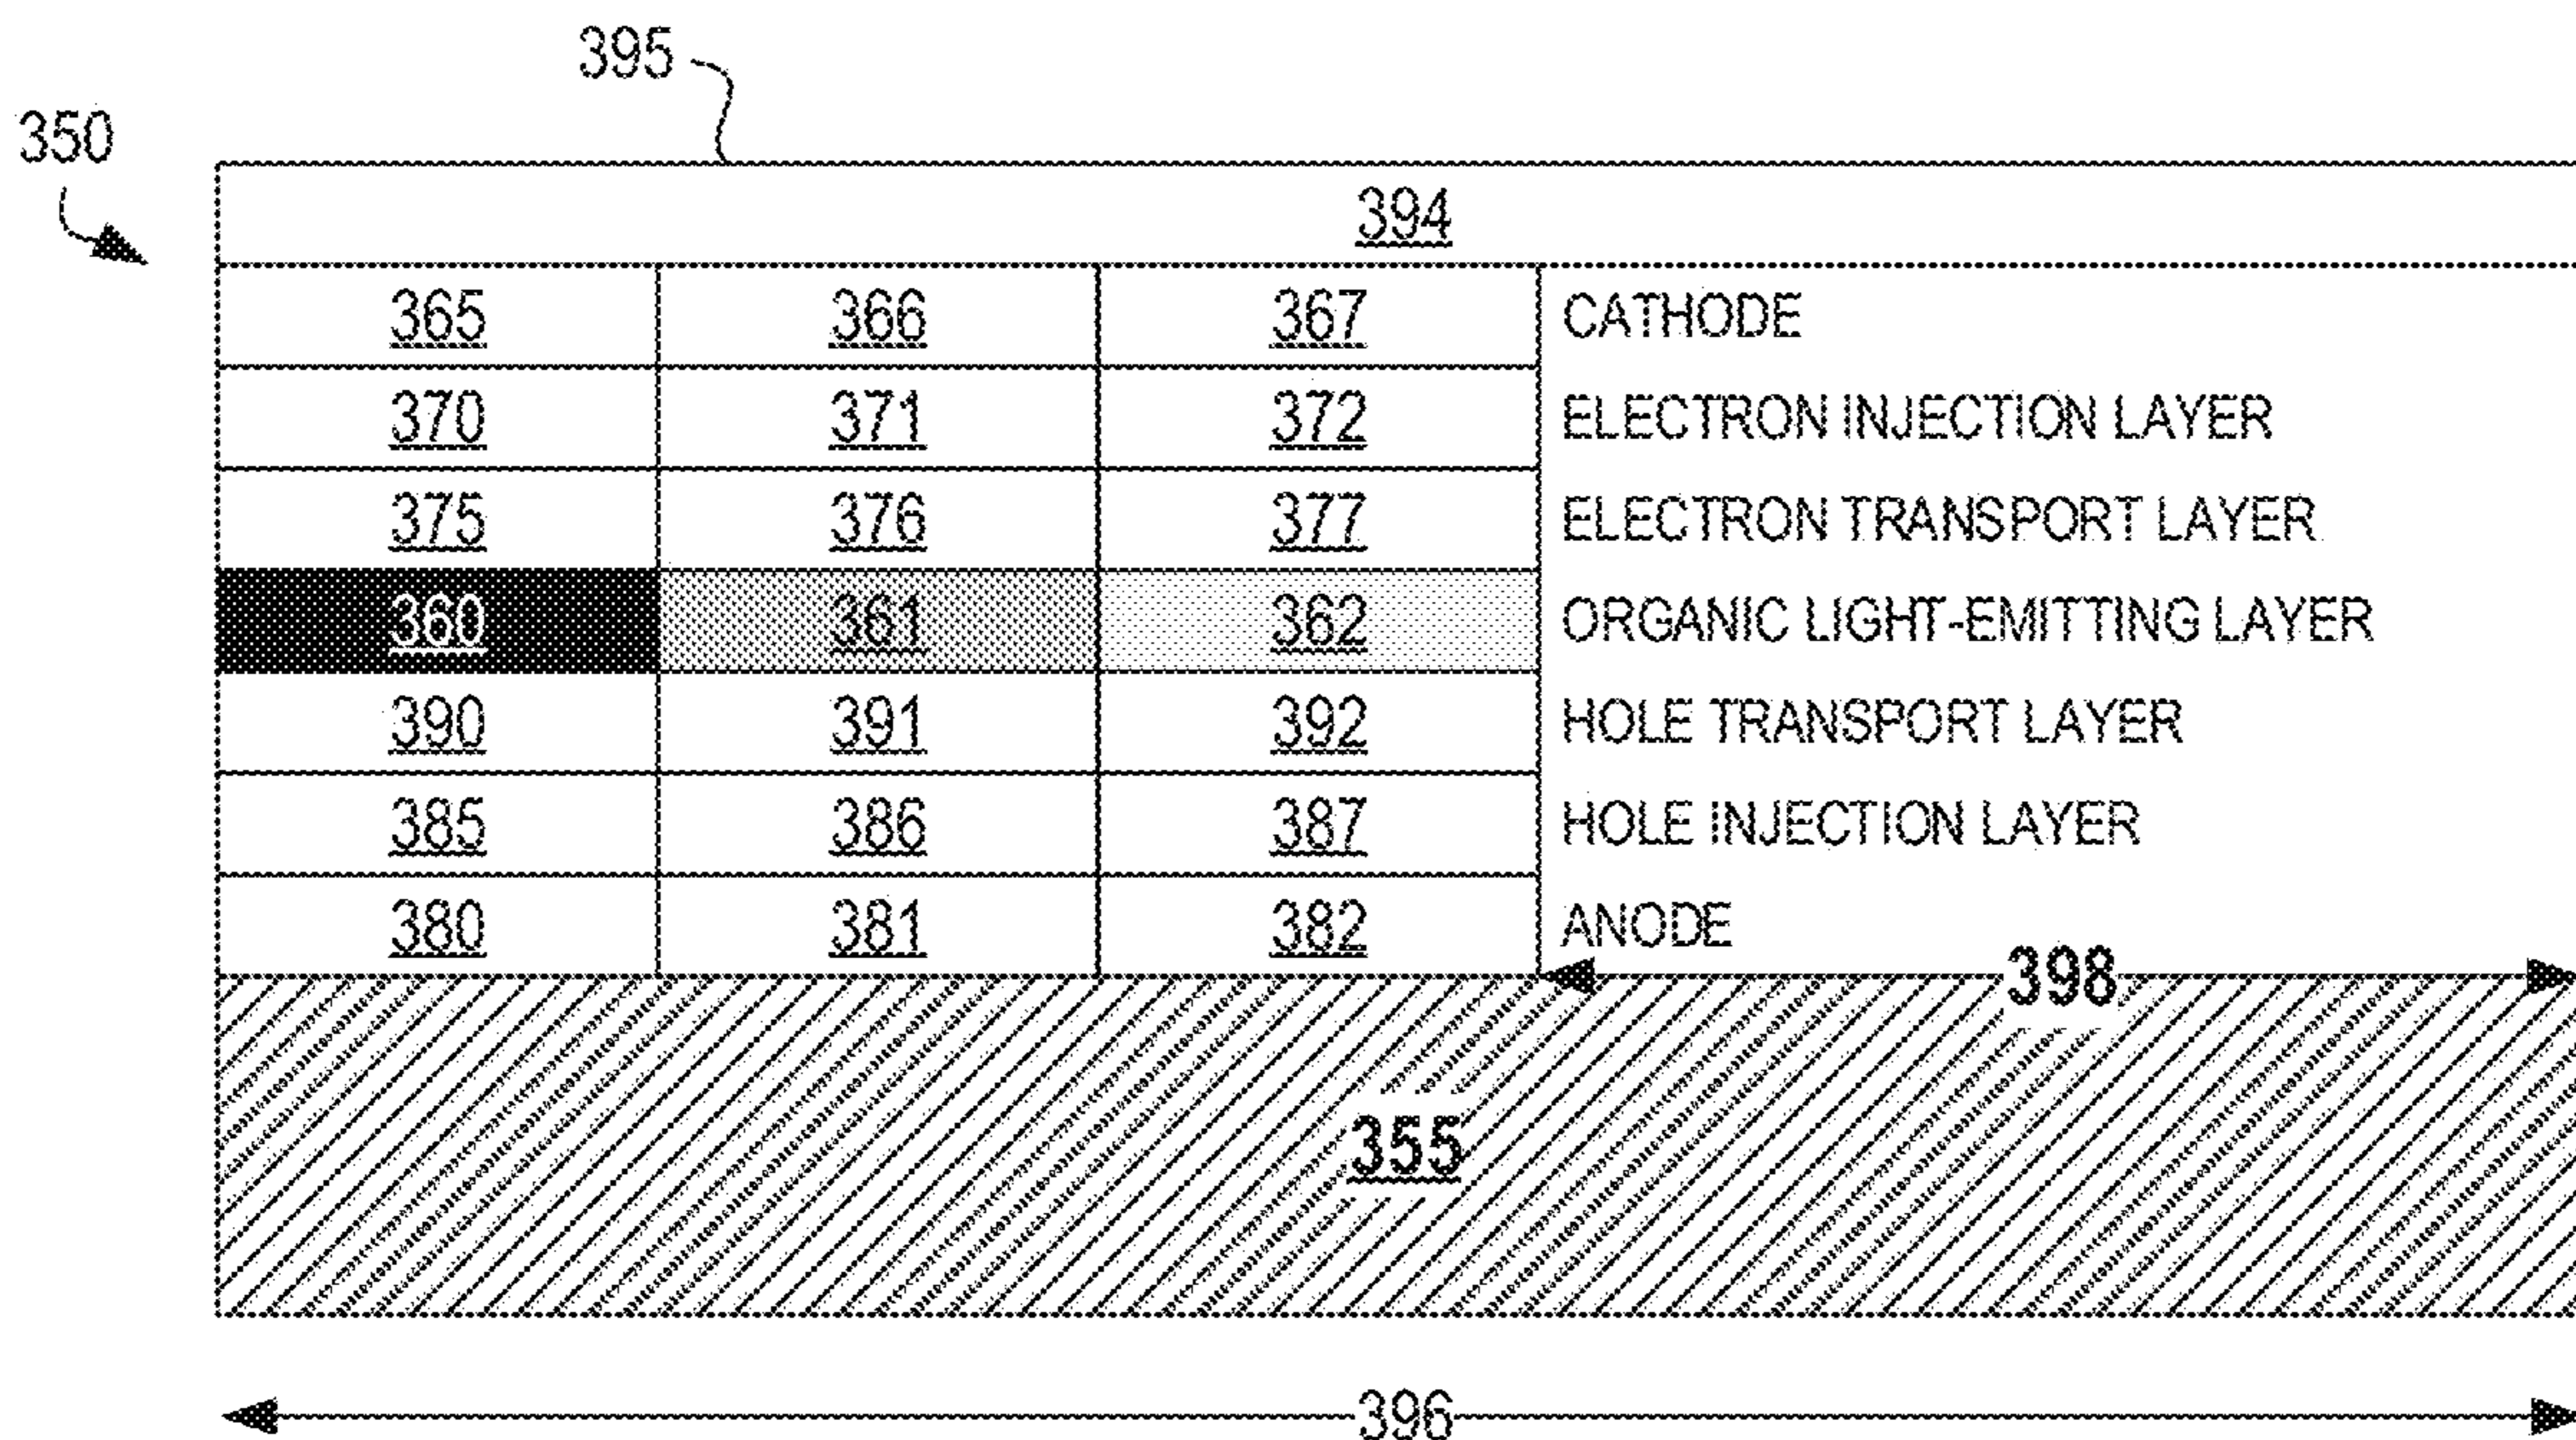 395
350
394
365 366 367 CATHODE
370 371 372 ELECTRON INJECTION LAYER
375 376 377 ELECTRON TRANSPORT LAYER
360 361 362 ORGANIC LIGHT-EMITTING LAYER
390 391 392 HOLE TRANSPORT LAYER
385 386 387 HOLE INJECTION LAYER
380 381 382 ANODE
398
355
396